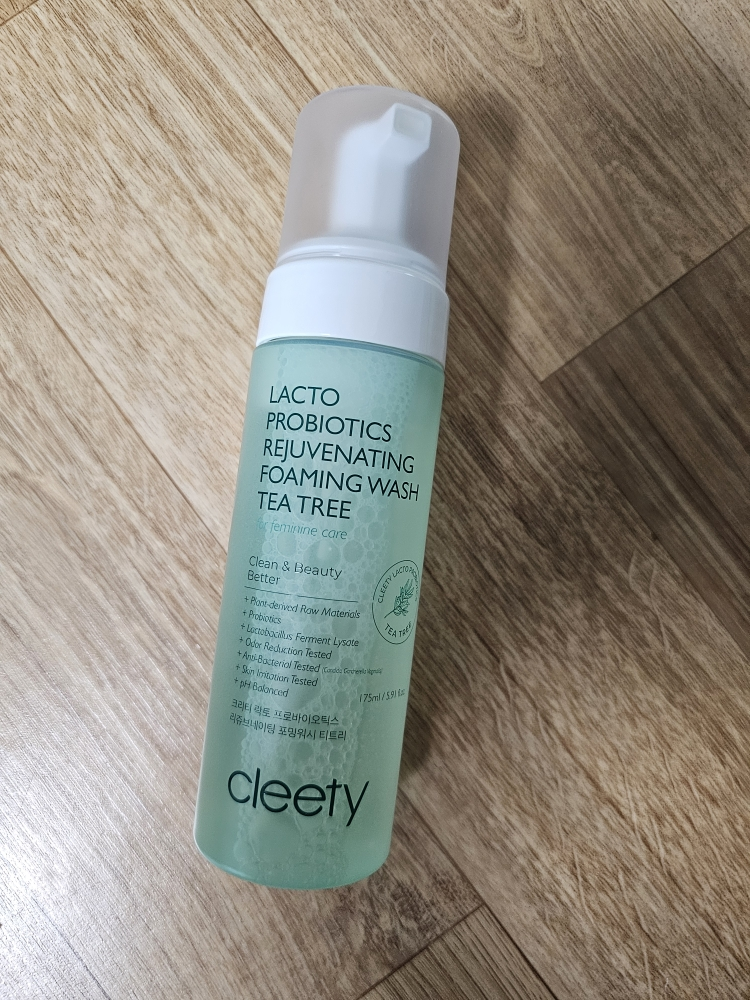 LACTO
PROBIOTICS
REJUVENATING
FOAMING WASH
TEA TREE
feminine care
Clean & Beauty
Better
+ Plant-derived Raw Materials
+ Probiotics
+ Lactobacillus Ferment Lysate
+ Odor Reduction Tested
+ Anti-Bacterial Tested
+ Skin Irritation Tested
+ pH Balanced
CLEETY LACTO
TEA TREE
175ml / 5.91 fl.
크리티 락토 프로바이오틱스
리쥬브네이팅 포밍워시 티트리
cleety